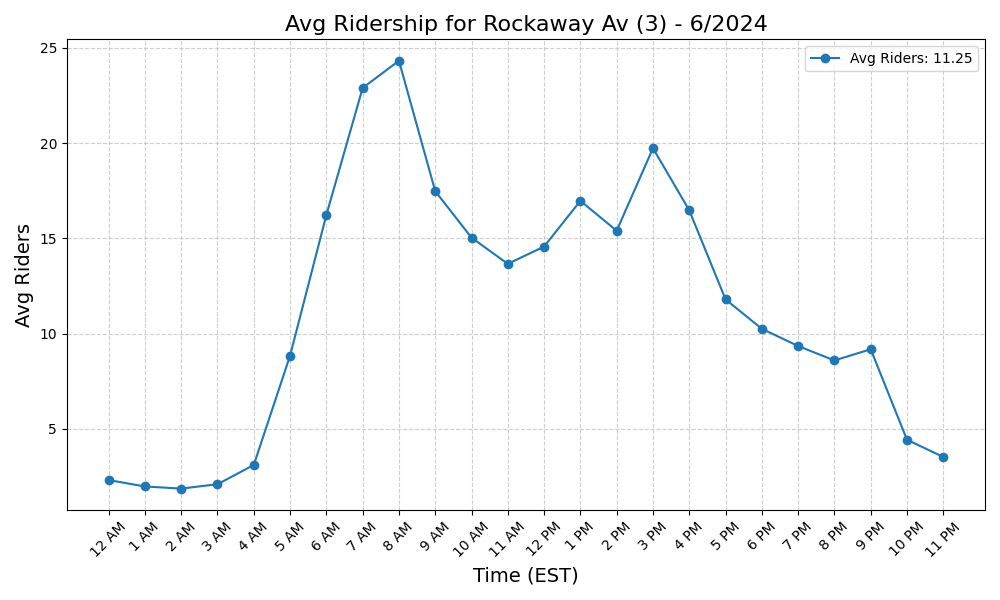 Avg Ridership for Rockaway Av (3) - 6/2024
Avg Riders: 11.25
Avg Riders
25
20
15
10
5
12 AM
1 AM
2 AM
3 AM
4 AM
5 AM
6 AM
7 AM
8 AM
9 AM
10 AM
11 AM
12 PM
1 PM
2 PM
3 PM
4 PM
5 PM
6 PM
7 PM
8 PM
9 PM
10 PM
11 PM
Time (EST)